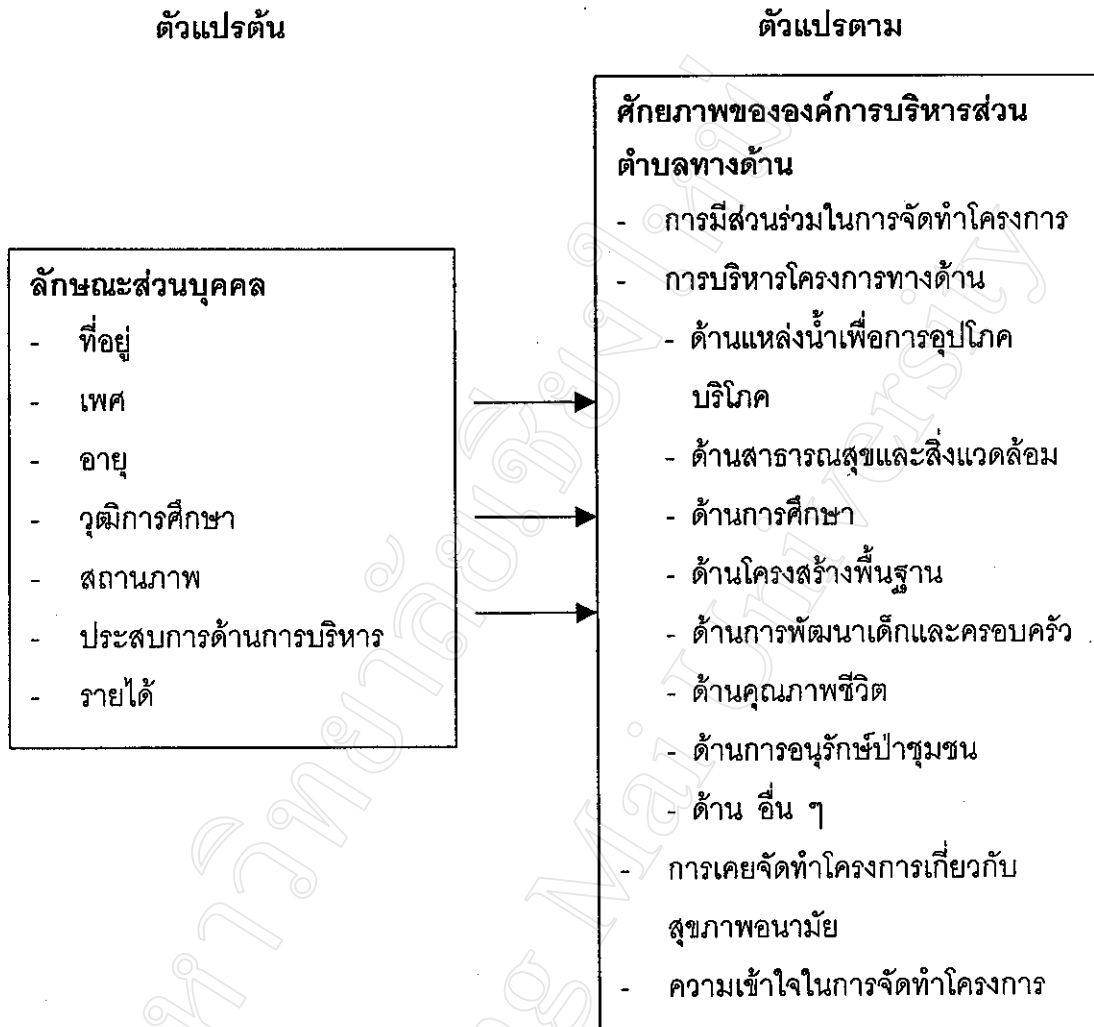 ตัวแปรต้น
ตัวแปรตาม
ลักษณะส่วนบุคคล
- ที่อยู่
- เพศ
- อายุ
- วุฒิการศึกษา
- สถานภาพ
- ประสบการด้านการบริหาร
- รายได้
ศักยภาพขององค์การบริหารส่วน
ตำบลทางด้าน
- การมีส่วนร่วมในการจัดทำโครงการ
- การบริหารโครงการทางด้าน
- ด้านแหล่งน้ำเพื่อการอุปโภค
บริโภค
- ด้านสาธารณสุขและสิ่งแวดล้อม
- ด้านการศึกษา
- ด้านโครงสร้างพื้นฐาน
- ด้านการพัฒนาเด็กและครอบครัว
- ด้านคุณภาพชีวิต
- ด้านการอนุรักษ์ป่าชุมชน
- ด้าน อื่น ๆ
- การเคยจัดทำโครงการเกี่ยวกับ
สุขภาพอนามัย
- ความเข้าใจในการจัดทำโครงการ
หาวิทยาลัยเชียงใหม่
ng Mai University